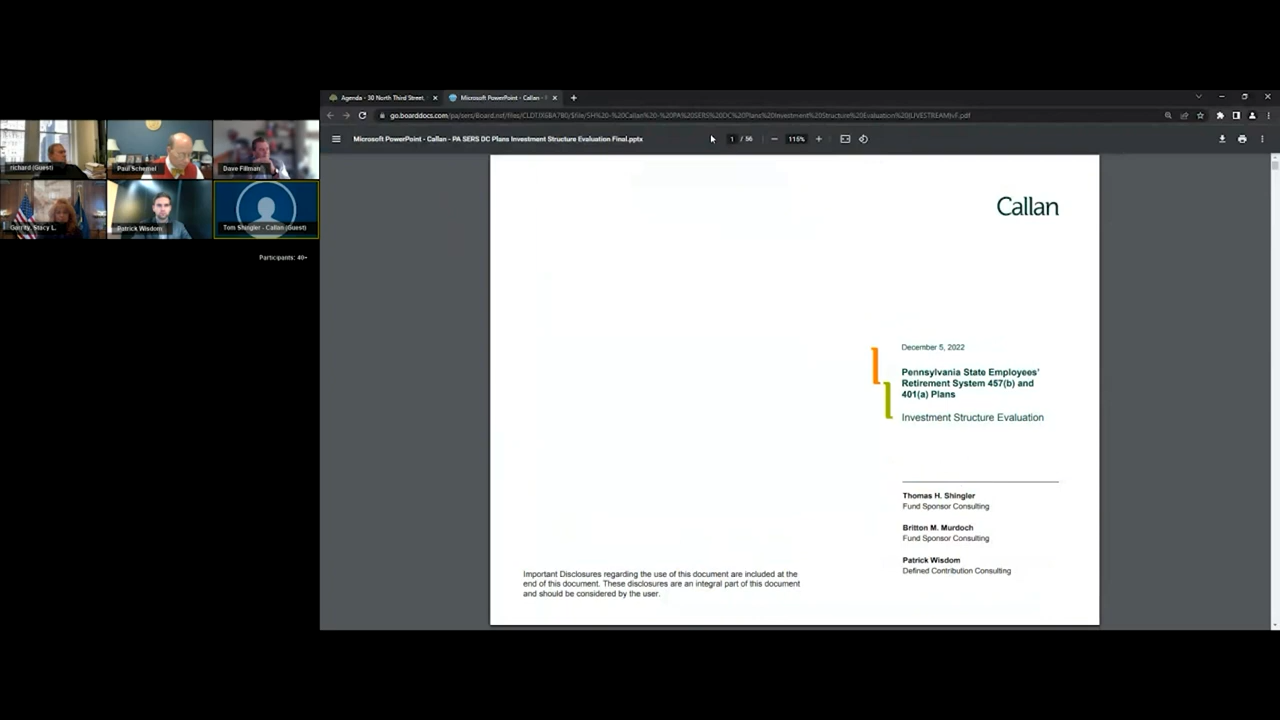 Agenda - 30 North Third Street,
Microsoft PowerPoint - Callan -
Microsoft PowerPoint - Callan - PA SERS DC Plans Investment Structure Evaluation Final.pptx
1 / 56
115%
richard (Guest)
Paul Schemel
Dave Fillman
Garrity, Stacy L.
Patrick Wisdom
Tom Shingler - Callan (Guest)
Participants: 40+
Callan
December 5, 2022
Pennsylvania State Employees'
Retirement System 457(b) and
401(a) Plans
Investment Structure Evaluation
Thomas H. Shingler
Fund Sponsor Consulting
Britton M. Murdoch
Fund Sponsor Consulting
Patrick Wisdom
Defined Contribution Consulting
Important Disclosures regarding the use of this document are included at the
end of this document. These disclosures are an integral part of this document
and should be considered by the user.